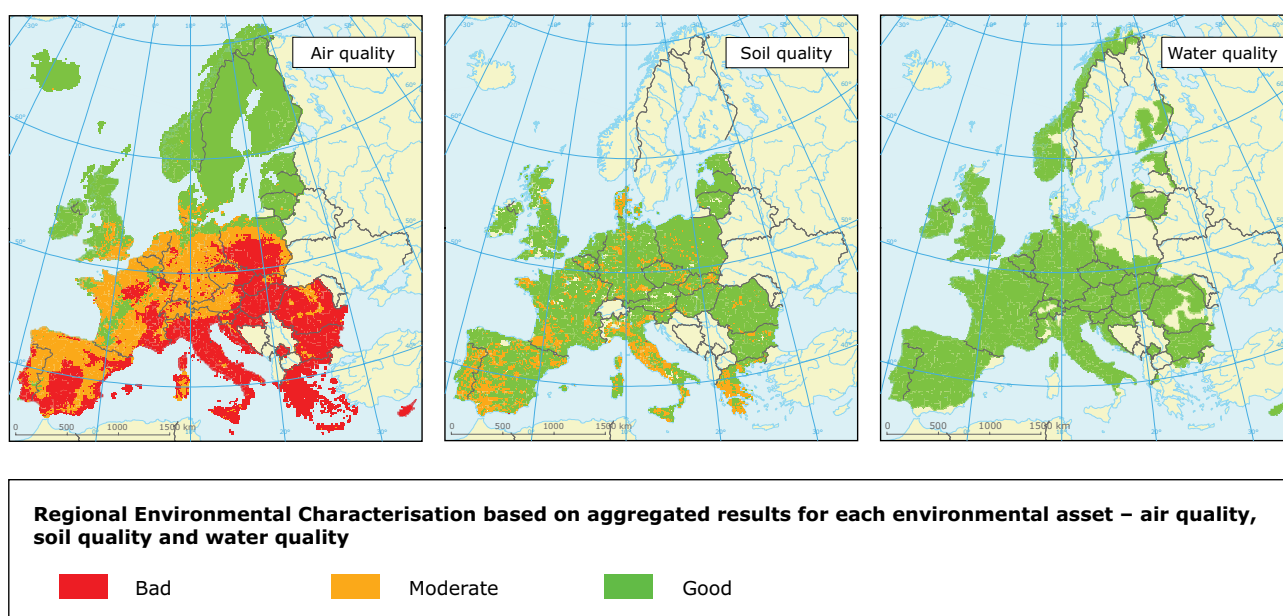 Air quality
Soil quality
Water quality
0 500 1000 1500 km
0 500 1000 1500 km
0 500 1000 1500 km
Regional Environmental Characterisation based on aggregated results for each environmental asset – air quality,
soil quality and water quality
Bad Moderate Good